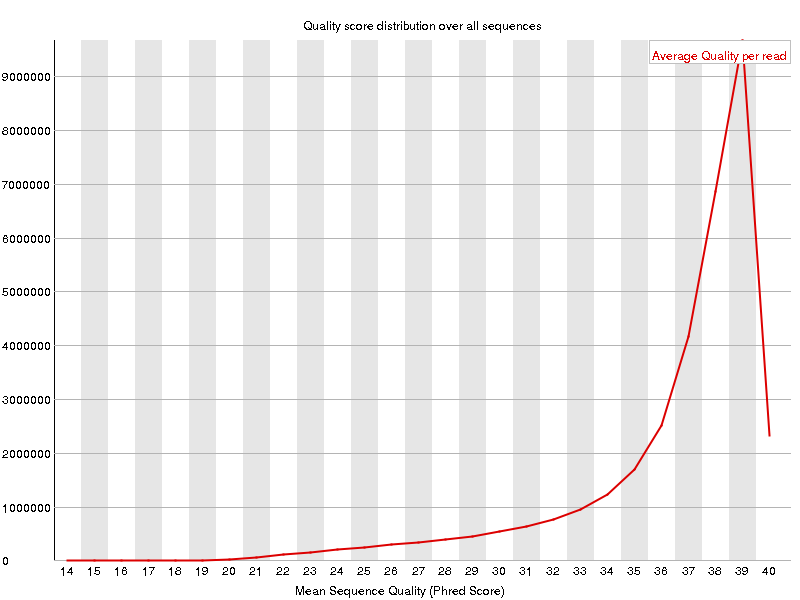 Quality score distribution over all sequences
Average Quality per read
9000000
8000000
7000000
6000000
5000000
4000000
3000000
2000000
1000000
0
14 15 16 17 18 19 20 21 22 23 24 25 26 27 28 29 30 31 32 33 34 35 36 37 38 39 40
Mean Sequence Quality (Phred Score)